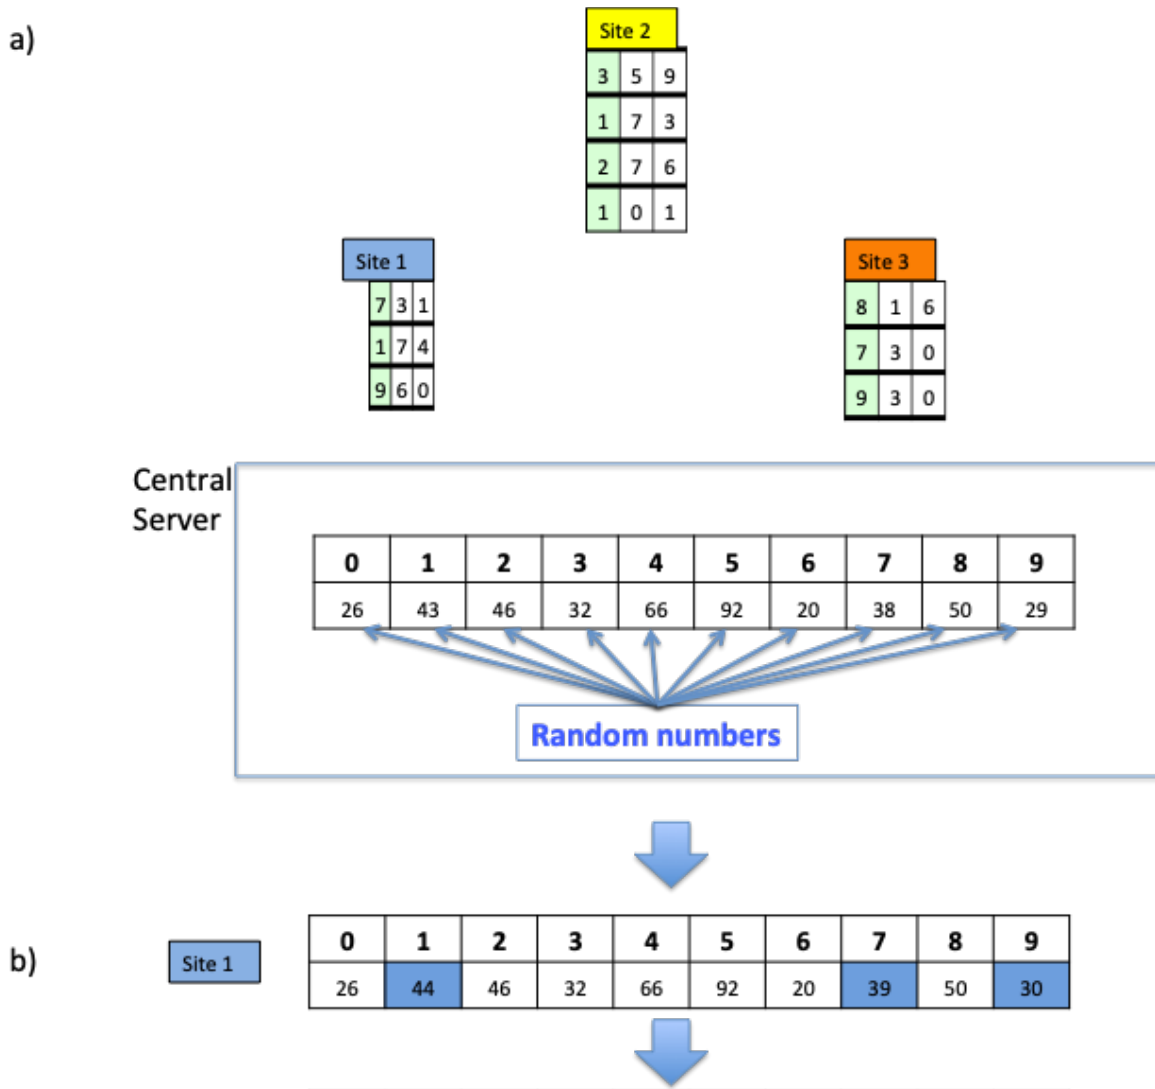 a)
Site 2
3 5 9
1 7 3
2 7 6
1 0 1
Site 1
7 3 1
1 7 4
9 6 0
Site 3
8 1 6
7 3 0
9 3 0
Central
Server
0 1 2 3 4 5 6 7 8 9
26 43 46 32 66 92 20 38 50 29
Random numbers
b)
Site 1
0 1 2 3 4 5 6 7 8 9
26 44 46 32 66 92 20 39 50 30